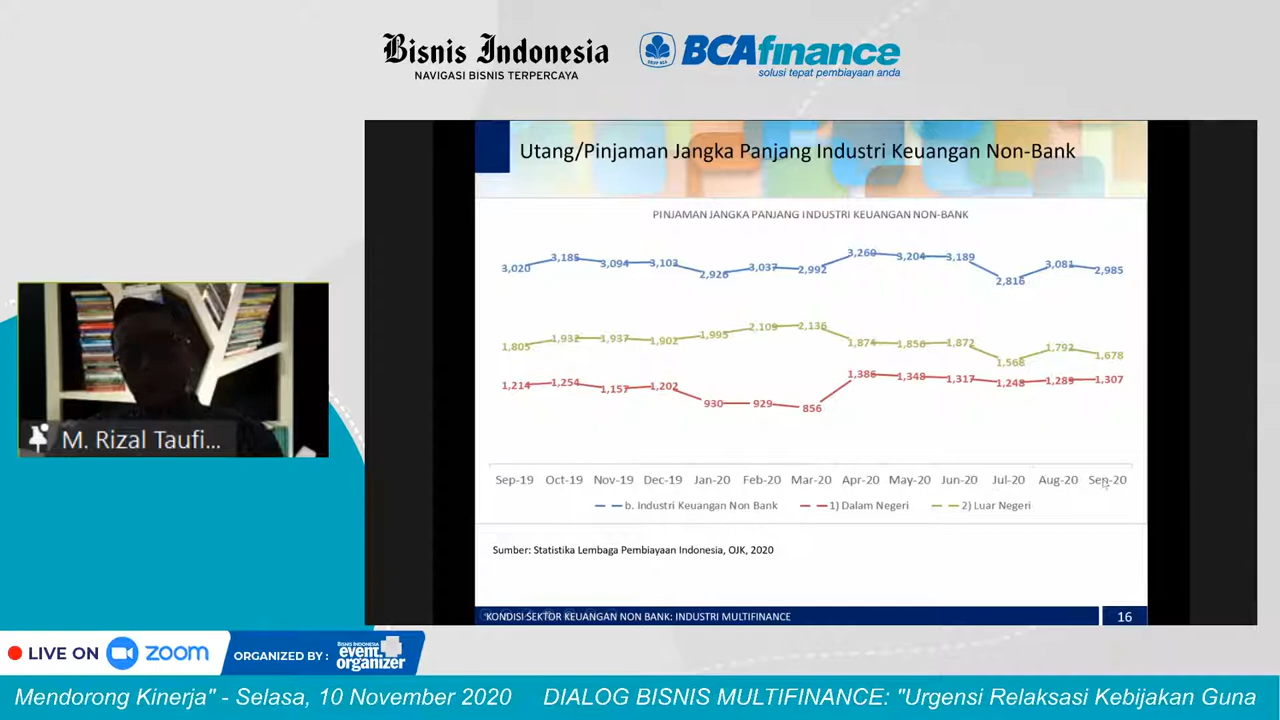 Bisnis Indonesia
NAVIGASI BISNIS TERPERCAYA
BCAfinance
solusi tepat pembiayaan anda
Utang/Pinjaman Jangka Panjang Industri Keuangan Non-Bank
PINJAMAN JANGKA PANJANG INDUSTRI KEUANGAN NON-BANK
3,020 3,185 3,094 3,103 2,926 3,037 2,992 3,260 3,204 3,189 2,816 3,081 2,985
1,805 1,932 1,937 1,902 1,995 2,109 2,136 1,874 1,856 1,872 1,568 1,792 1,678
1,214 1,254 1,157 1,202 930 929 856 1,386 1,348 1,317 1,248 1,289 1,307
Sep-19 Oct-19 Nov-19 Dec-19 Jan-20 Feb-20 Mar-20 Apr-20 May-20 Jun-20 Jul-20 Aug-20 Sep-20
b. Industri Keuangan Non Bank 1) Dalam Negeri 2) Luar Negeri
Sumber: Statistika Lembaga Pembiayaan Indonesia, OJK, 2020
KONDISI SEKTOR KEUANGAN NON BANK: INDUSTRI MULTIFINANCE 16
M. Rizal Taufi...
LIVE ON zoom
ORGANIZED BY :
BISNIS INDONESIA
event
organizer
Mendorong Kinerja" - Selasa, 10 November 2020 DIALOG BISNIS MULTIFINANCE: "Urgensi Relaksasi Kebijakan Guna